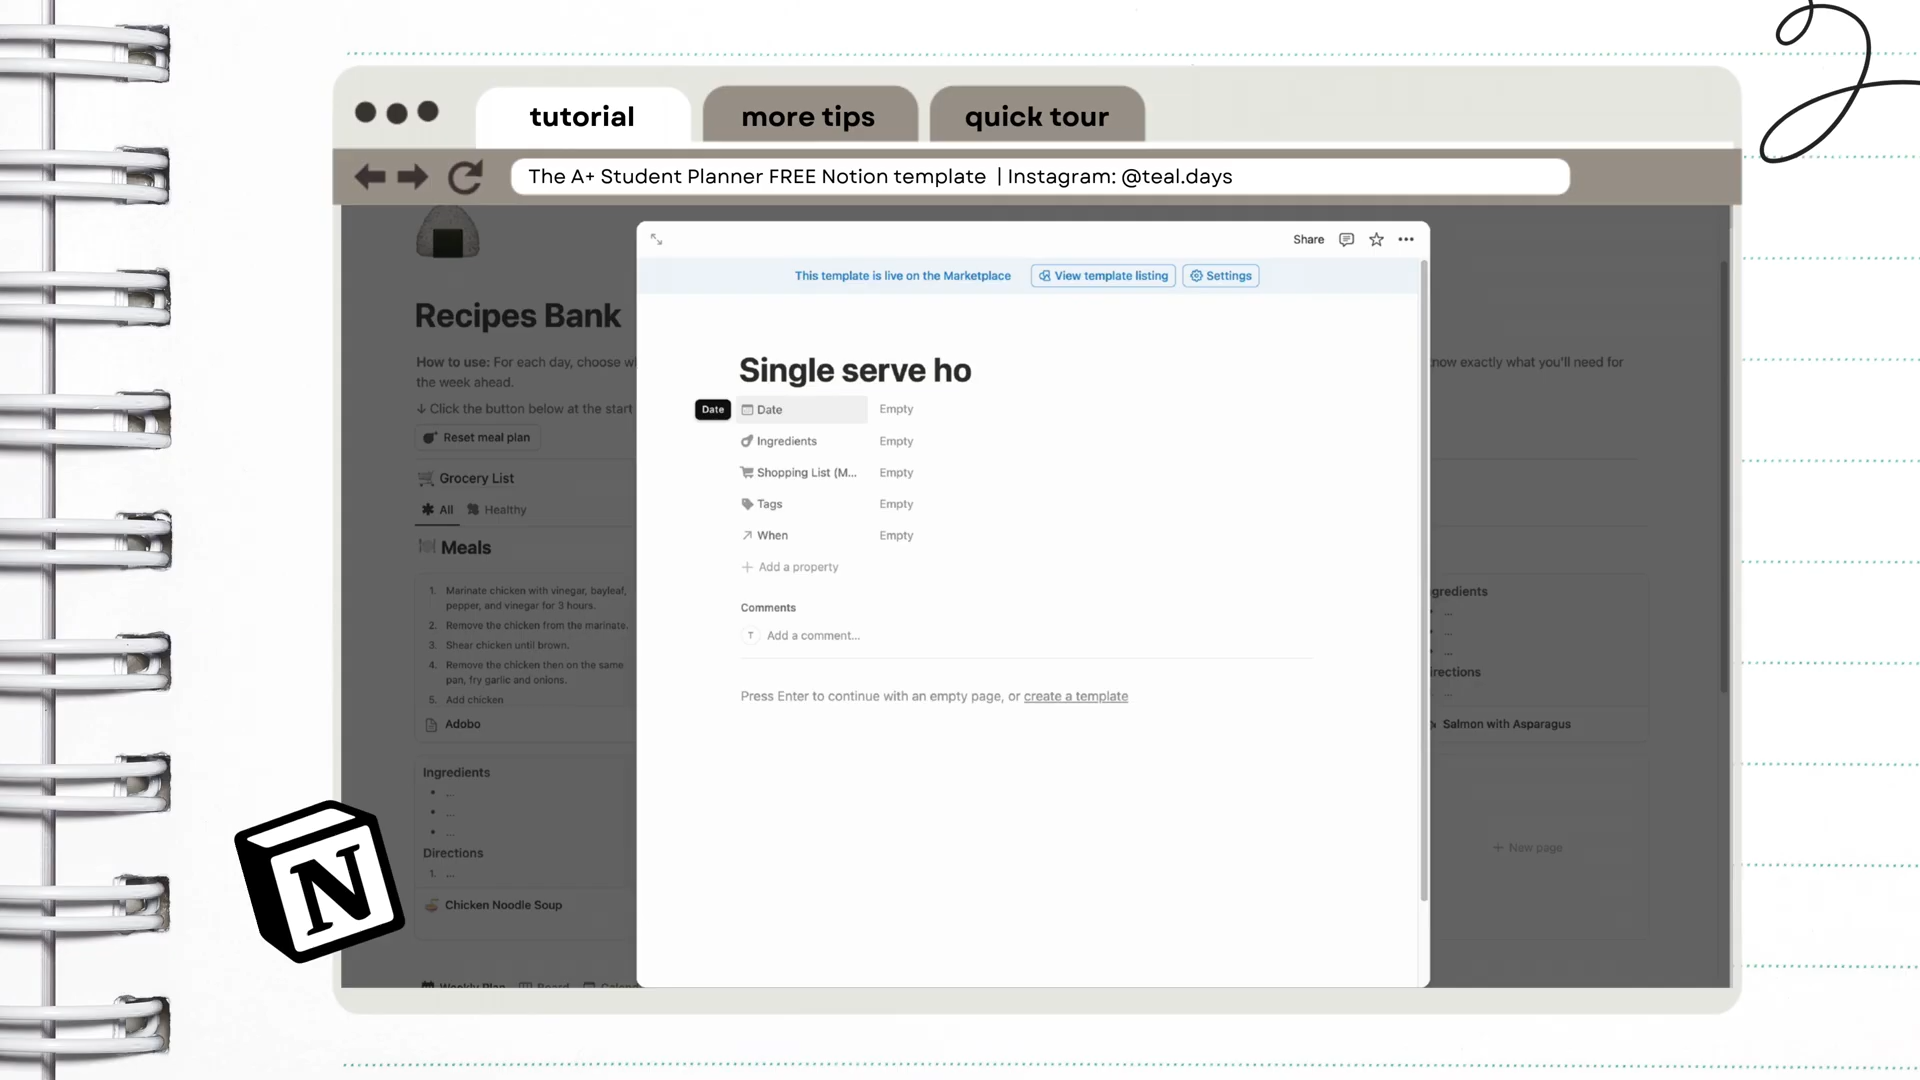 tutorial
more tips
quick tour
The A+ Student Planner FREE Notion template | Instagram: @teal.days
Share
This template is live on the Marketplace
View template listing
Settings
Recipes Bank
How to use: For each day, choose
now exactly what you'll need for
the week ahead.
↓ Click the button below at the start
Reset meal plan
Grocery List
All
Healthy
Meals
1. Marinate chicken with vinegar, bayleaf,
pepper, and vinegar for 3 hours.
2. Remove the chicken from the marinate.
3. Shear chicken until brown.
4. Remove the chicken then on the same
pan, fry garlic and onions.
5. Add chicken
Adobo
Ingredients
...
...
...
Directions
1. ...
Chicken Noodle Soup
Weekly Plan
Board
Single serve ho
Date
Date
Empty
Ingredients
Empty
Shopping List (M...
Empty
Tags
Empty
When
Empty
Add a property
Comments
T
Add a comment...
Press Enter to continue with an empty page, or create a template
gredients
...
...
...
irections
...
Salmon with Asparagus
+ New page
N